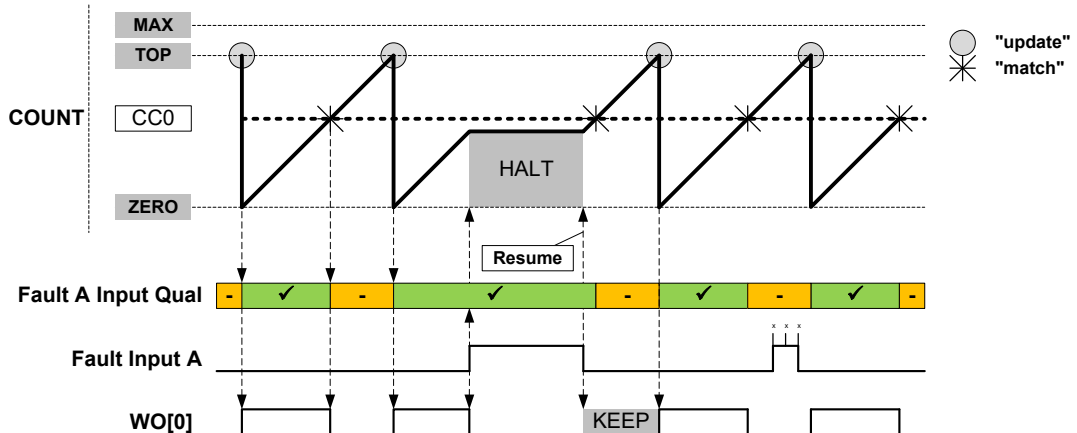 MAX
TOP
"update"
"match"
COUNT
CC0
HALT
ZERO
Resume
Fault A Input Qual
- ✓ - ✓ - ✓ - ✓ -
x x x
Fault Input A
WO[0]
KEEP